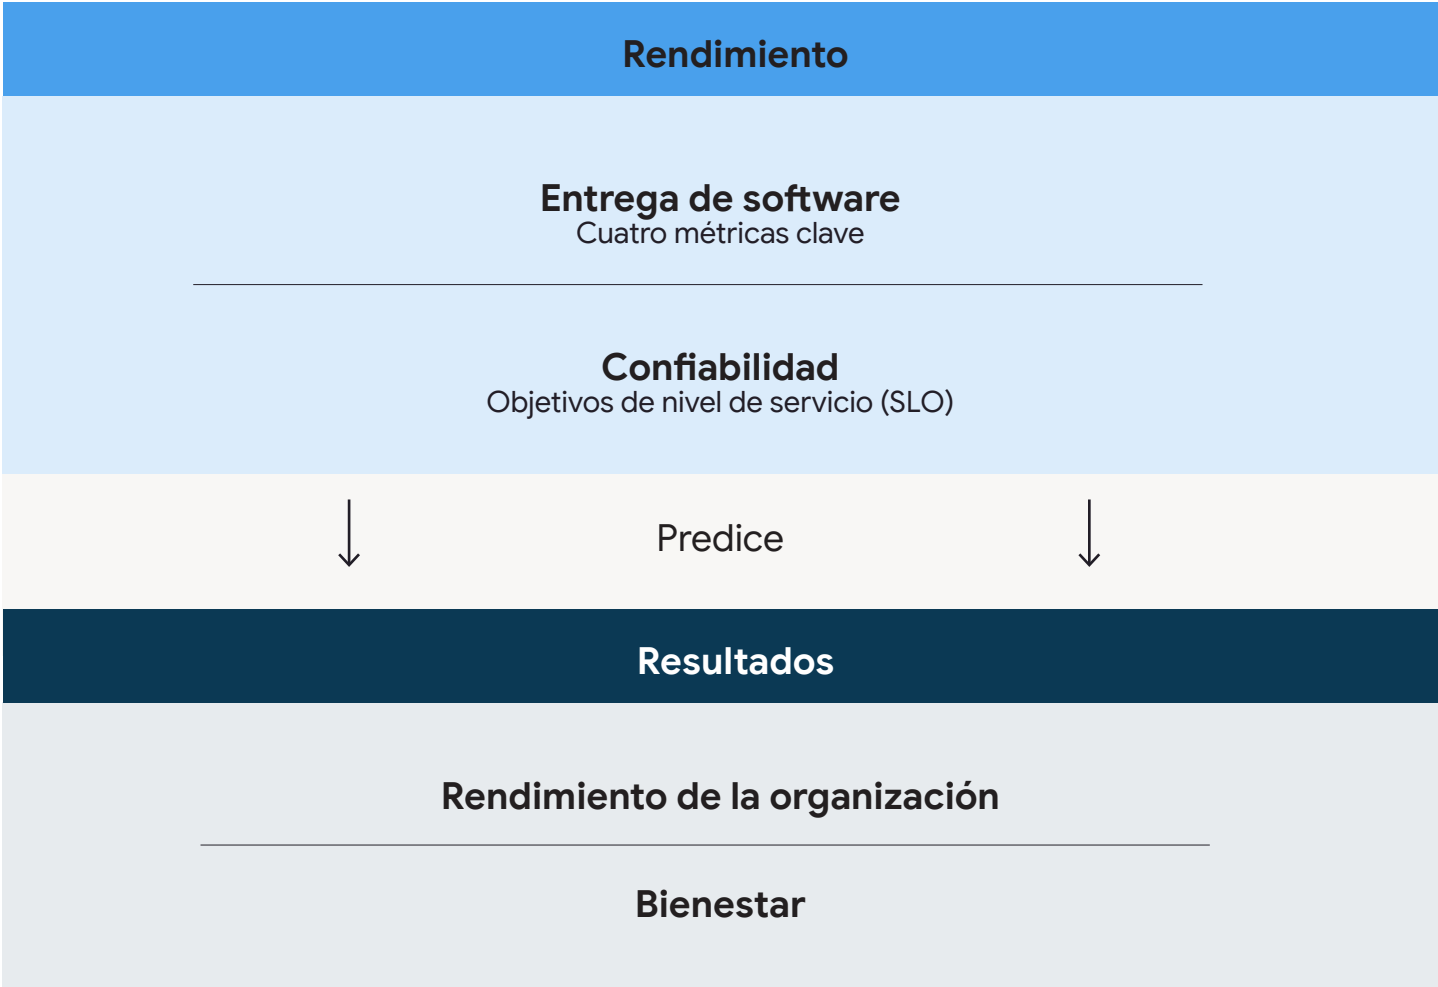 Rendimiento
Entrega de software
Cuatro métricas clave
Confiabilidad
Objetivos de nivel de servicio (SLO)
Predice
Resultados
Rendimiento de la organización
Bienestar